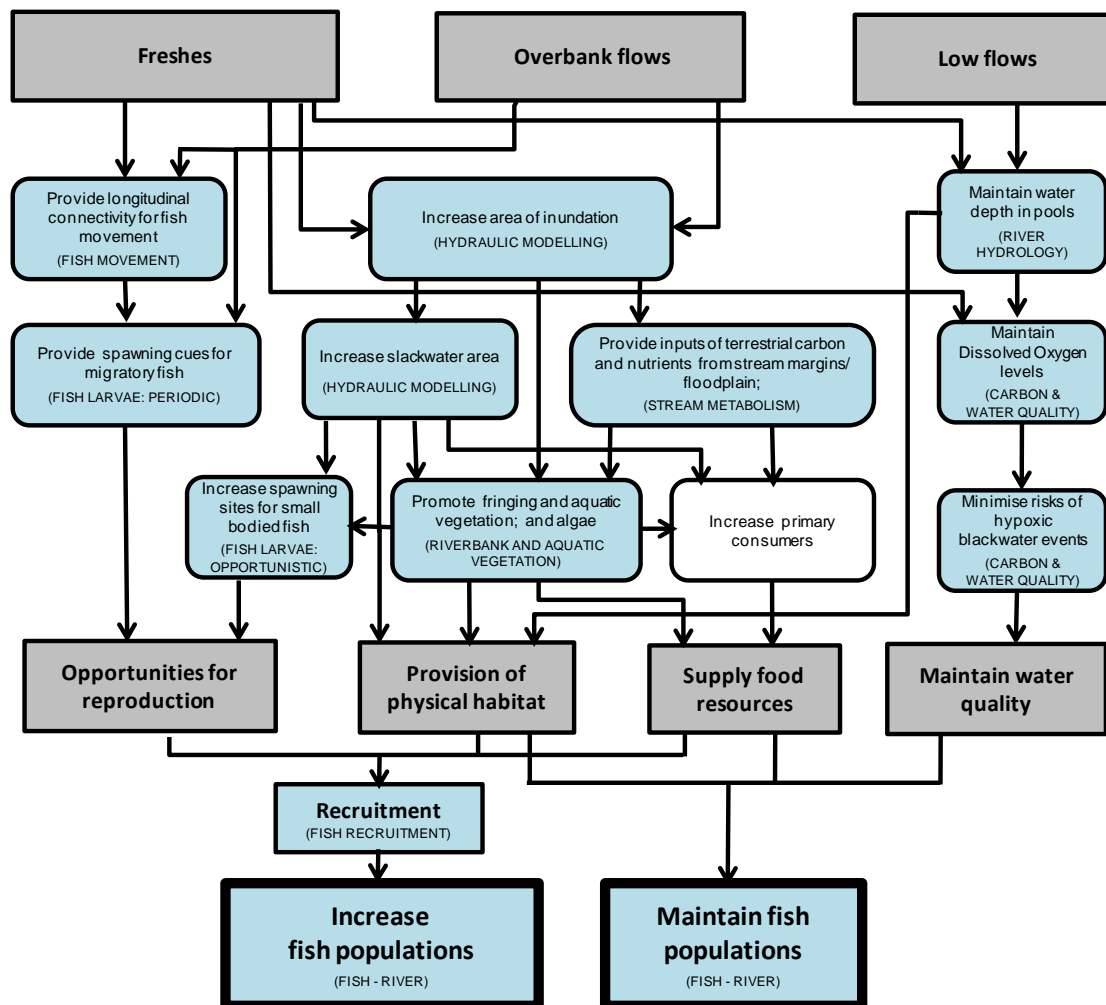 Freshes
Overbank flows
Low flows
Provide longitudinal
connectivity for fish
movement
(FISH MOVEMENT)
Increase area of inundation
(HYDRAULIC MODELLING)
Maintain water
depth in pools
(RIVER
HYDROLOGY)
Provide spawning cues for
migratory fish
(FISH LARVAE: PERIODIC)
Increase slackwater area
(HYDRAULIC MODELLING)
Provide inputs of terrestrial carbon
and nutrients from stream margins/
floodplain;
(STREAM METABOLISM)
Maintain
Dissolved Oxygen
levels
(CARBON &
WATER QUALITY)
Increase spawning
sites for small
bodied fish
(FISH LARVAE:
OPPORTUNISTIC)
Promote fringing and aquatic
vegetation; and algae
(RIVERBANK AND AQUATIC
VEGETATION)
Increase primary
consumers
Minimise risks of
hypoxic
blackwater events
(CARBON &
WATER QUALITY)
Opportunities for
reproduction
Provision of
physical habitat
Supply food
resources
Maintain water
quality
Recruitment
(FISH RECRUITMENT)
Increase
fish populations
(FISH - RIVER)
Maintain fish
populations
(FISH - RIVER)